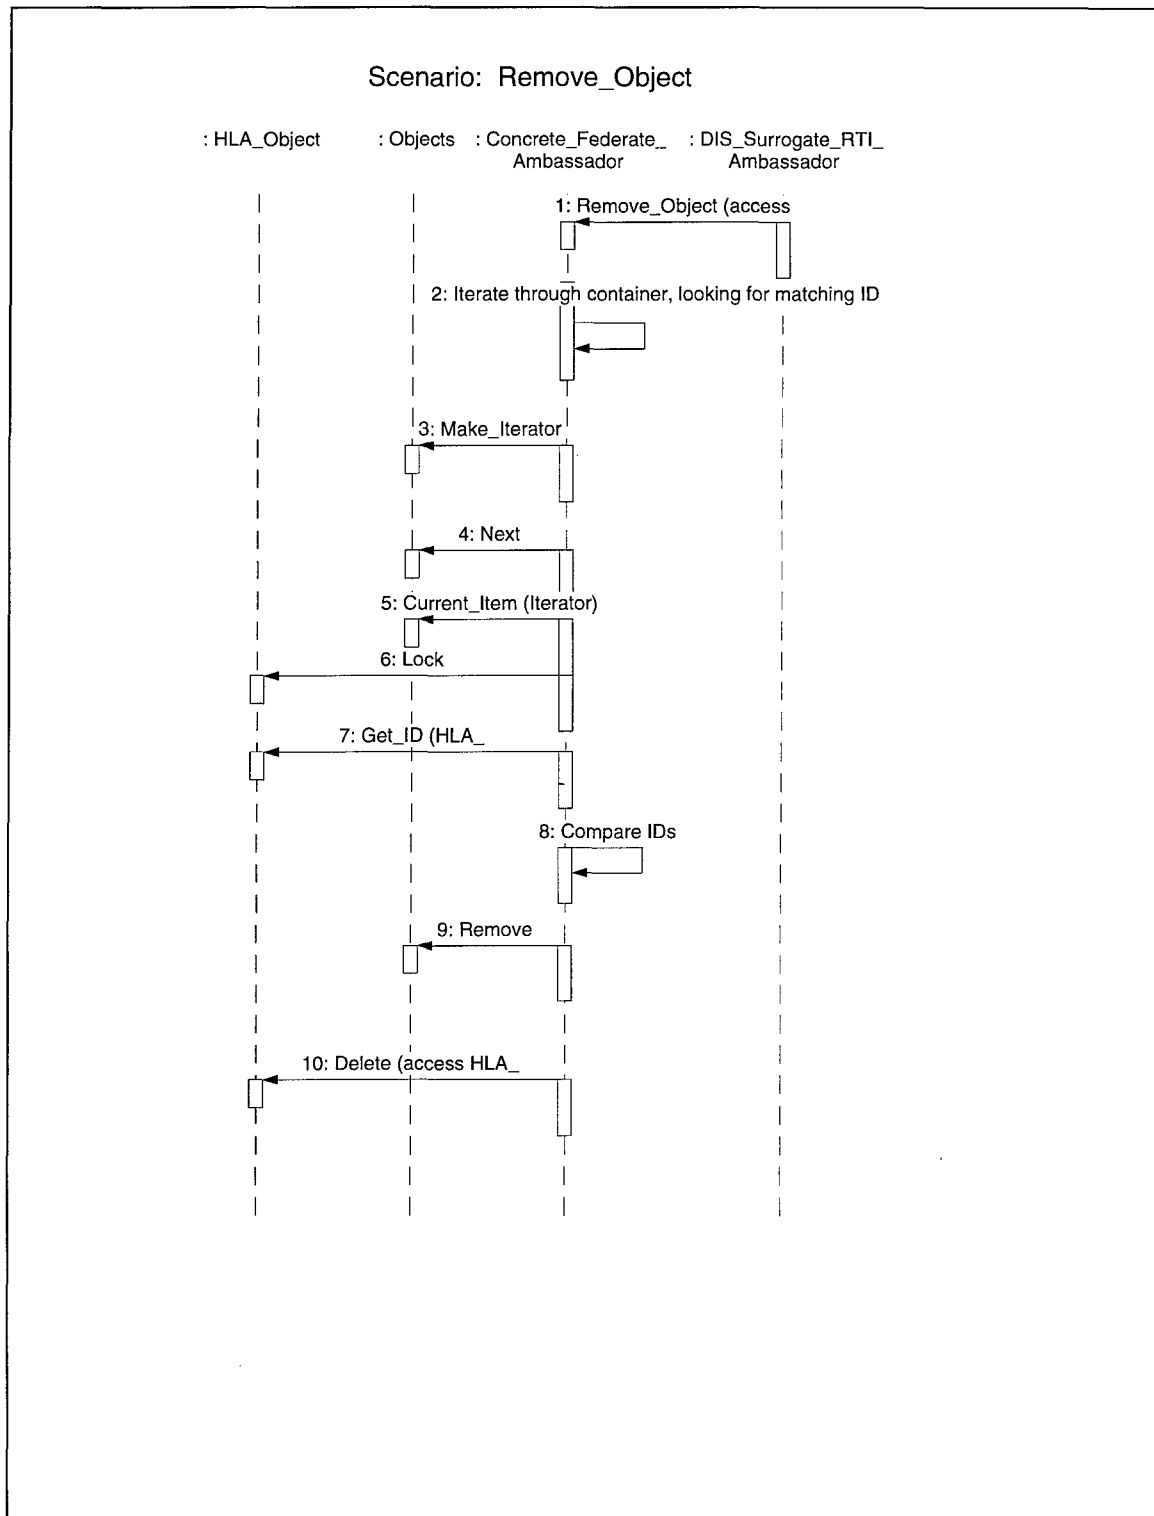 Scenario: Remove_Object
: HLA_Object
: Objects
: Concrete_Federate_
Ambassador
: DIS_Surrogate_RTI_
Ambassador
1: Remove_Object (access
2: Iterate through container, looking for matching ID
3: Make_Iterator
4: Next
5: Current_Item (Iterator)
6: Lock
7: Get_ID (HLA_
8: Compare IDs
9: Remove
10: Delete (access HLA_